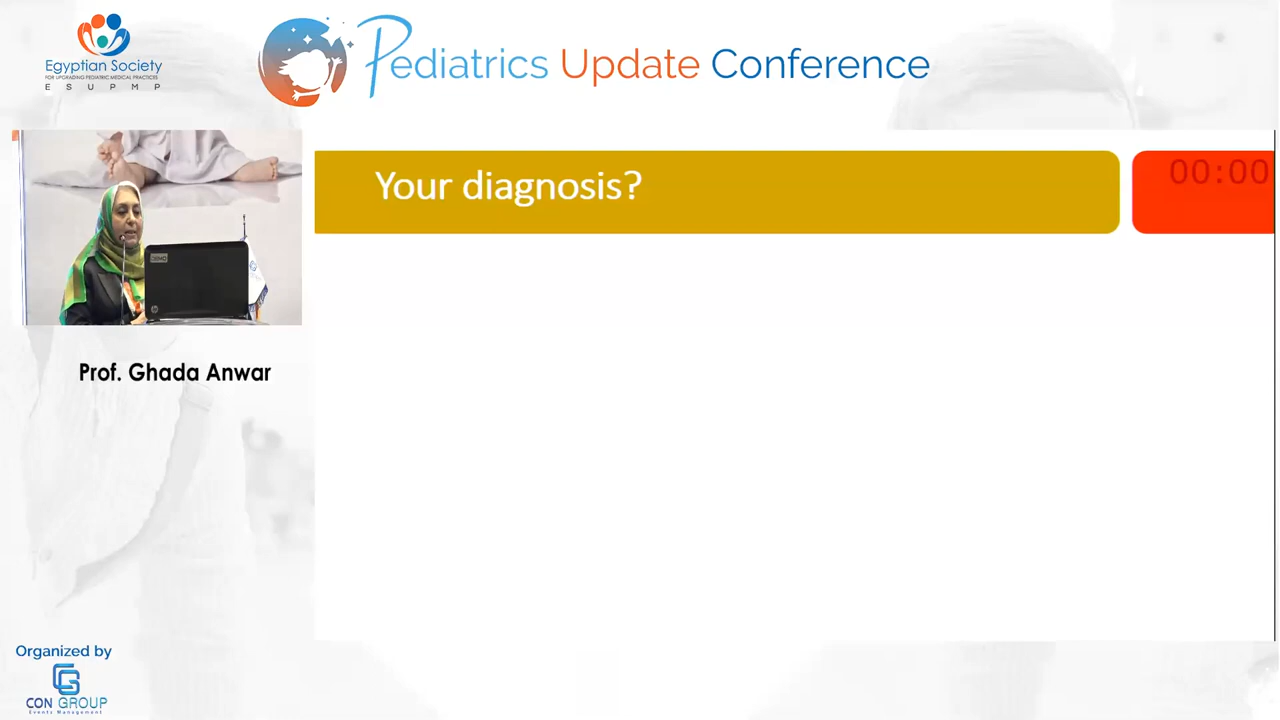 Egyptian Society
FOR UPGRADING PEDIATRIC MEDICAL PRACTICES
E S U P M P
Pediatrics Update Conference
Your diagnosis?
00:00
DEMO
Prof. Ghada Anwar
Organized by
CON GROUP
Events Management